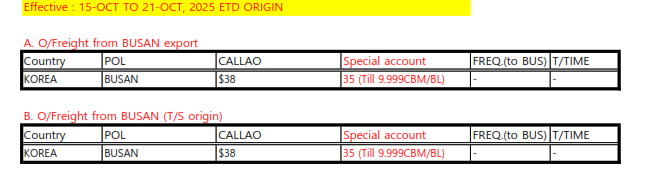 Effective : 15-OCT TO 21-OCT, 2025 ETD ORIGIN
A. O/Freight from BUSAN export
Country POL CALLAO Special account FREQ.(to BUS) T/TIME
KOREA BUSAN $38 35 (Till 9.999CBM/BL) - -
B. O/Freight from BUSAN (T/S origin)
Country POL CALLAO Special account FREQ.(to BUS) T/TIME
KOREA BUSAN $38 35 (Till 9.999CBM/BL) - -